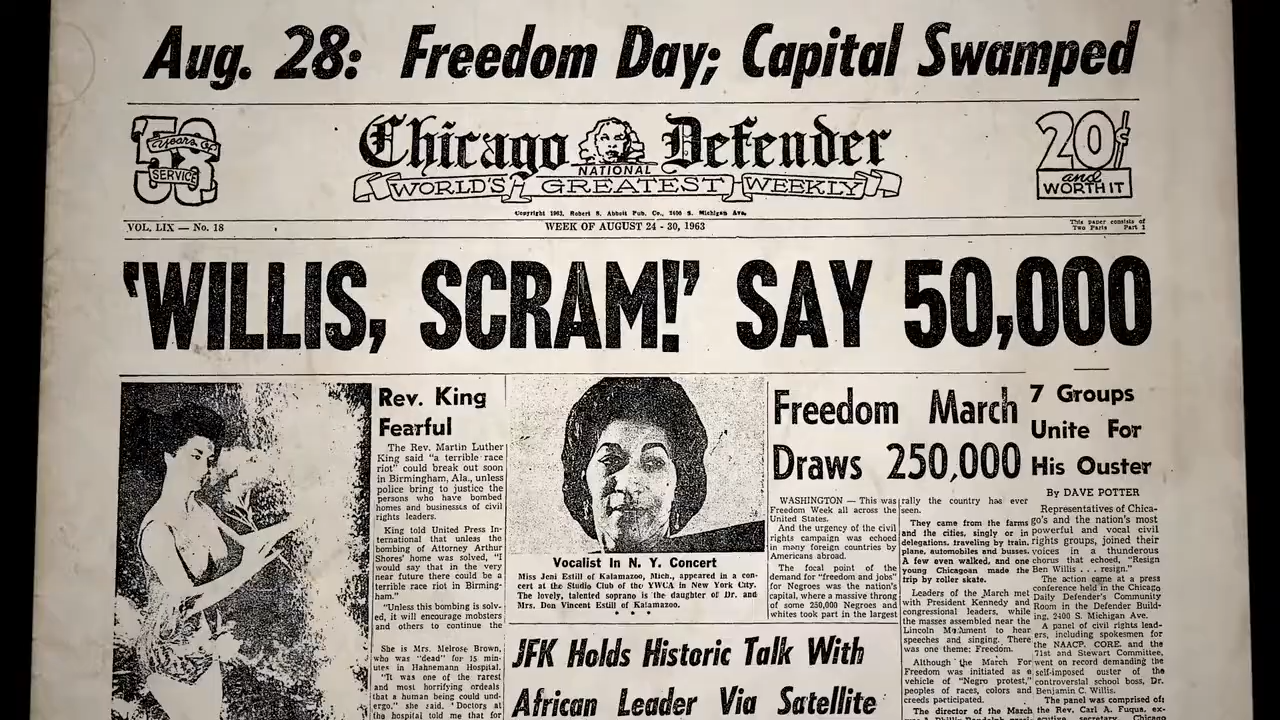 Aug. 28: Freedom Day; Capital Swamped
58
Years of
SERVICE
Chicago Defender
NATIONAL
WORLD'S GREATEST WEEKLY
20¢
and
WORTH IT
Copyright 1963, Robert S. Abbott Pub. Co., 2400 S. Michigan Ave.
VOL. LIX — No. 18
WEEK OF AUGUST 24 - 30, 1963
This paper consists of
Two Parts Part 1
'WILLIS, SCRAM!' SAY 50,000
Rev. King
Fearful
The Rev. Martin Luther
King said "a terrible race
riot" could break out soon
in Birmingham, Ala., unless
police bring to justice the
persons who have bombed
homes and businesses of civil
rights leaders.
King told United Press In-
ternational that unless the
bombing of Attorney Arthur
Shores' home was solved, "I
would say that in the very
near future there could be a
terrible race riot in Birming-
ham."
"Unless this bombing is solv-
ed, it will encourage mobsters
and others to continue the
She is Mrs. Melrose Brown,
who was "dead" for 15 min-
utes in Hahnemann Hospital.
"It was one of the rarest
and most horrifying ordeals
that a human being could und-
ergo," she said. "Doctors at
the hospital told me that for
Vocalist In N. Y. Concert
Miss Jeni Estill of Kalamazoo, Mich., appeared in a con-
cert at the Studio Club of the YWCA in New York City.
The lovely, talented soprano is the daughter of Dr. and
Mrs. Don Vincent Estill of Kalamazoo.
* * *
JFK Holds Historic Talk With
African Leader Via Satellite
Freedom March
Draws 250,000
WASHINGTON — This was
Freedom Week all across the
United States.
And the urgency of the civil
rights campaign was echoed
in many foreign countries by
Americans abroad.
The focal point of the
demand for "freedom and jobs"
for Negroes was the nation's
capital, where a massive throng
of some 250,000 Negroes and
whites took part in the largest
rally the country has ever
seen.
They came from the farms
and the cities, singly or in
delegations, traveling by train,
plane, automobiles and busses.
A few even walked, and one
young Chicagoan made the
trip by roller skate.
Leaders of the March met
with President Kennedy and
congressional leaders, while
the masses assembled near the
Lincoln Monument to hear
speeches and singing. There
was one theme: Freedom.
Although the March For
Freedom was initiated as a
vehicle of "Negro protest,"
peoples of races, colors and
creeds participated.
The director of the March
7 Groups
Unite For
His Ouster
By DAVE POTTER
Representatives of Chica-
go's and the nation's most
powerful and vocal civil
rights groups, joined their
voices in a thunderous
chorus that echoed, "Resign
Ben Willis . . . resign."
The action came at a press
conference held in the Chicago
Daily Defender's Community
Room in the Defender Build-
ing, 2400 S. Michigan Ave.
A panel of civil rights lead-
ers, including spokesmen for
the NAACP, CORE, and the
71st and Stewart Committee,
went on record demanding the
self-imposed ouster of the
controversial school boss, Dr.
Benjamin C. Willis.
The panel was comprised of:
the Rev. Carl A. Fuqua, ex-